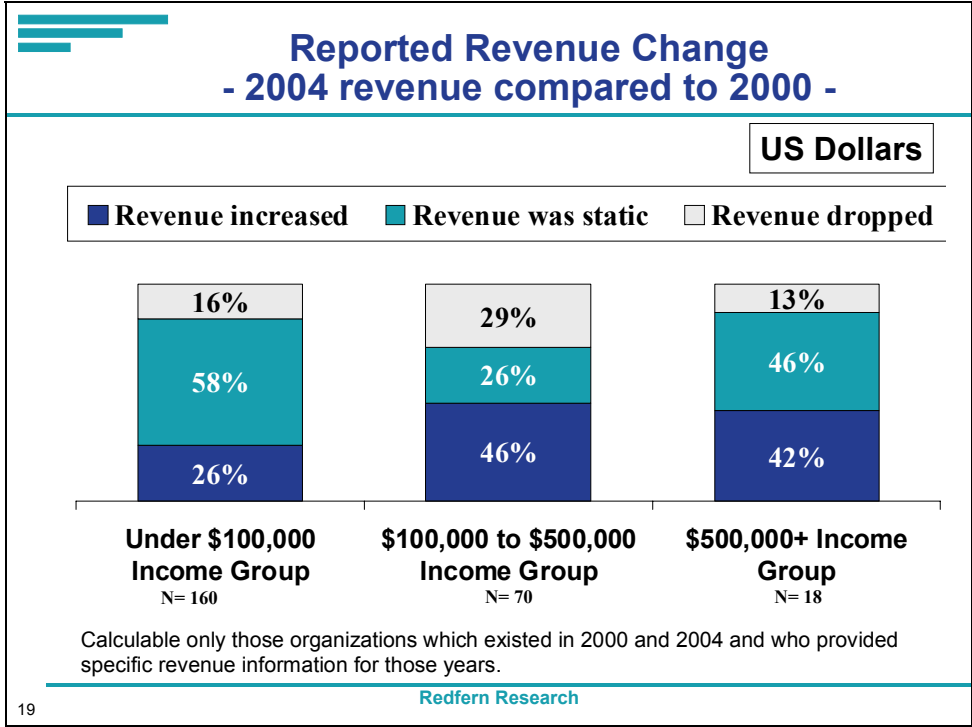 Reported Revenue Change
- 2004 revenue compared to 2000 -
US Dollars
Revenue increased Revenue was static Revenue dropped
16% 29% 13%
58% 26% 46%
26% 46% 42%
Under $100,000 $100,000 to $500,000 $500,000+ Income
Income Group Income Group Group
N= 160 N= 70 N= 18
Calculable only those organizations which existed in 2000 and 2004 and who provided
specific revenue information for those years.
Redfern Research
19